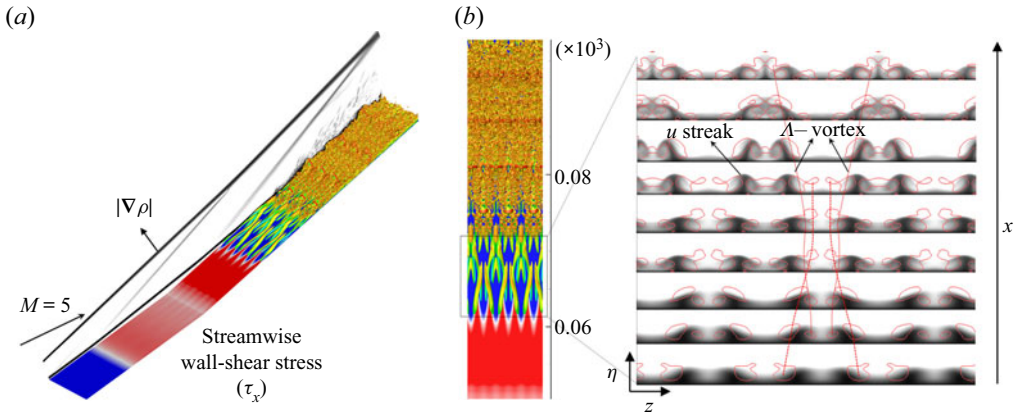 (a)
|∇ρ|
M = 5
Streamwise
wall-shear stress
(τx)
(b)
(×10³)
0.08
0.06
u streak
Λ– vortex
x
η
z